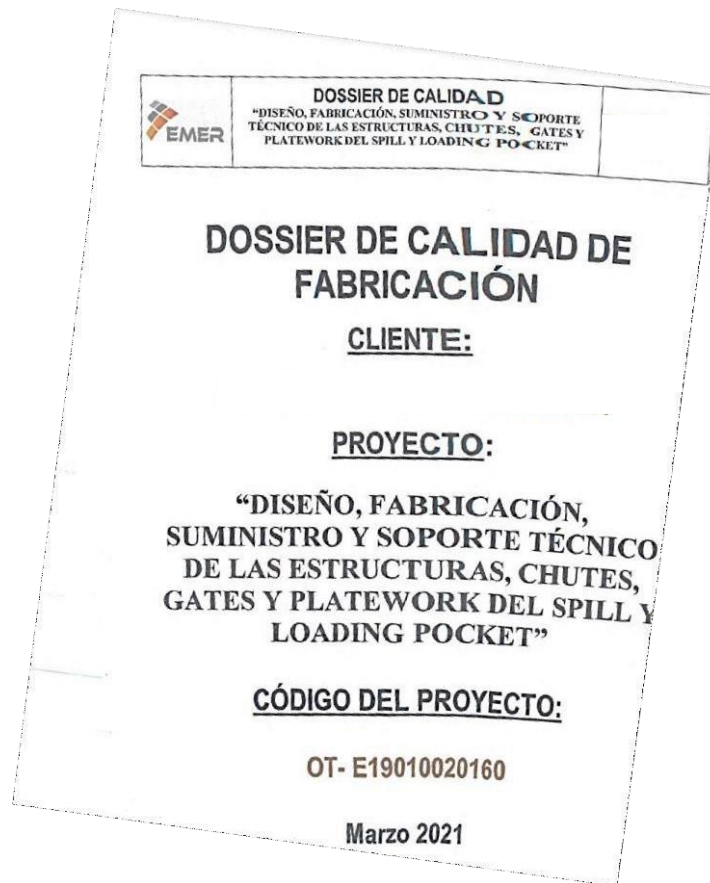 EMER
DOSSIER DE CALIDAD
“DISEÑO, FABRICACIÓN, SUMINISTRO Y SOPORTE
TÉCNICO DE LAS ESTRUCTURAS, CHUTES, GATES Y
PLATEWORK DEL SPILL Y LOADING POCKET”
DOSSIER DE CALIDAD DE
FABRICACIÓN
CLIENTE:
PROYECTO:
“DISEÑO, FABRICACIÓN,
SUMINISTRO Y SOPORTE TÉCNICO
DE LAS ESTRUCTURAS, CHUTES,
GATES Y PLATEWORK DEL SPILL Y
LOADING POCKET”
CÓDIGO DEL PROYECTO:
OT- E19010020160
Marzo 2021